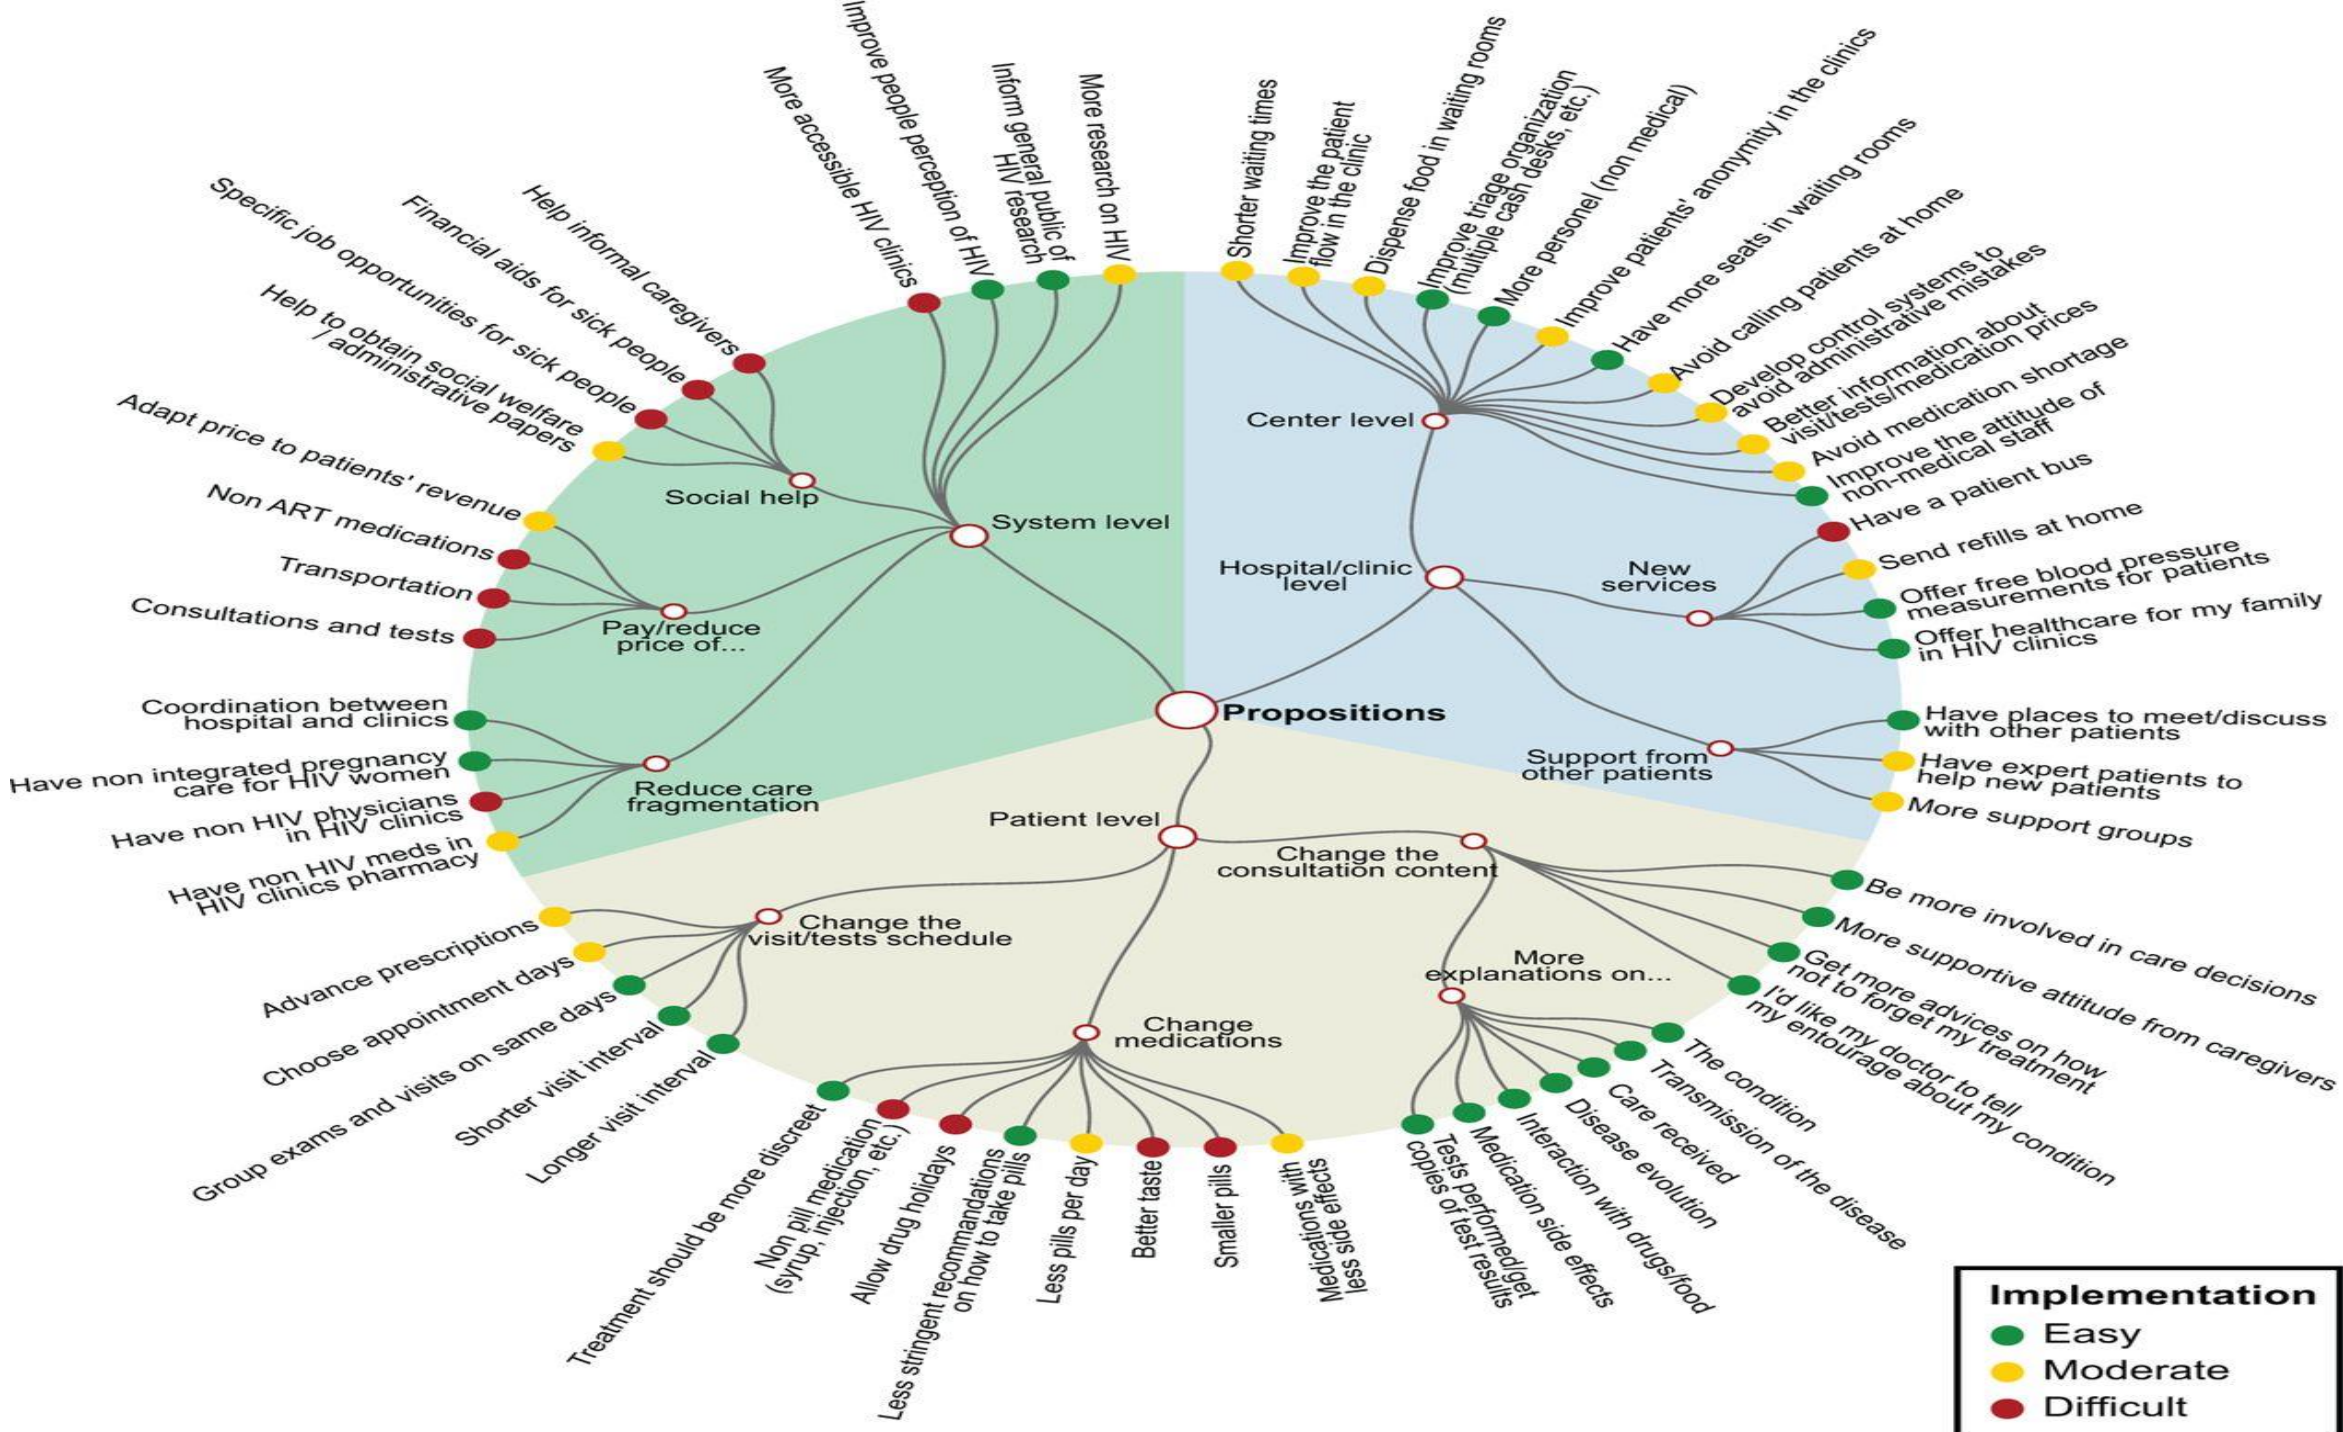 More accessible HIV clinics
Improve people perception of HIV
Inform general public of
HIV research
More research on HIV
Shorter waiting times
Improve the patient
flow in the clinic
Dispense food in waiting rooms
Improve triage organization
(multiple cash desks, etc.)
More personel (non medical)
Improve patients' anonymity in the clinics
Have more seats in waiting rooms
Avoid calling patients at home
Develop control systems to
avoid administrative mistakes
Better information about
visit/tests/medication prices
Avoid medication shortage
Improve the attitude of
non-medical staff
Have a patient bus
Send refills at home
Offer free blood pressure
measurements for patients
Offer healthcare for my family
in HIV clinics
Have places to meet/discuss
with other patients
Have expert patients to
help new patients
More support groups
Be more involved in care decisions
More supportive attitude from caregivers
Get more advices on how
not to forget my treatment
I'd like my doctor to tell
my entourage about my condition
The condition
Transmission of the disease
Care received
Disease evolution
Interaction with drugs/food
Medication side effects
Tests performed/get
copies of test results
Medications with
less side effects
Smaller pills
Better taste
Less pills per day
Less stringent recommandations
on how to take pills
Allow drug holidays
Non pill medication
(syrup, injection, etc.)
Treatment should be more discreet
Longer visit interval
Shorter visit interval
Group exams and visits on same days
Choose appointment days
Advance prescriptions
Have non HIV meds in
HIV clinics pharmacy
Have non HIV physicians
in HIV clinics
Have non integrated pregnancy
care for HIV women
Coordination between
hospital and clinics
Consultations and tests
Transportation
Non ART medications
Adapt price to patients' revenue
Help to obtain social welfare
/ administrative papers
Specific job opportunities for sick people
Financial aids for sick people
Help informal caregivers
Center level
Social help
System level
Hospital/clinic
level
New
services
Pay/reduce
price of...
Propositions
Support from
other patients
Reduce care
fragmentation
Patient level
Change the
consultation content
Change the
visit/tests schedule
More
explanations on...
Change
medications
Implementation
Easy
Moderate
Difficult